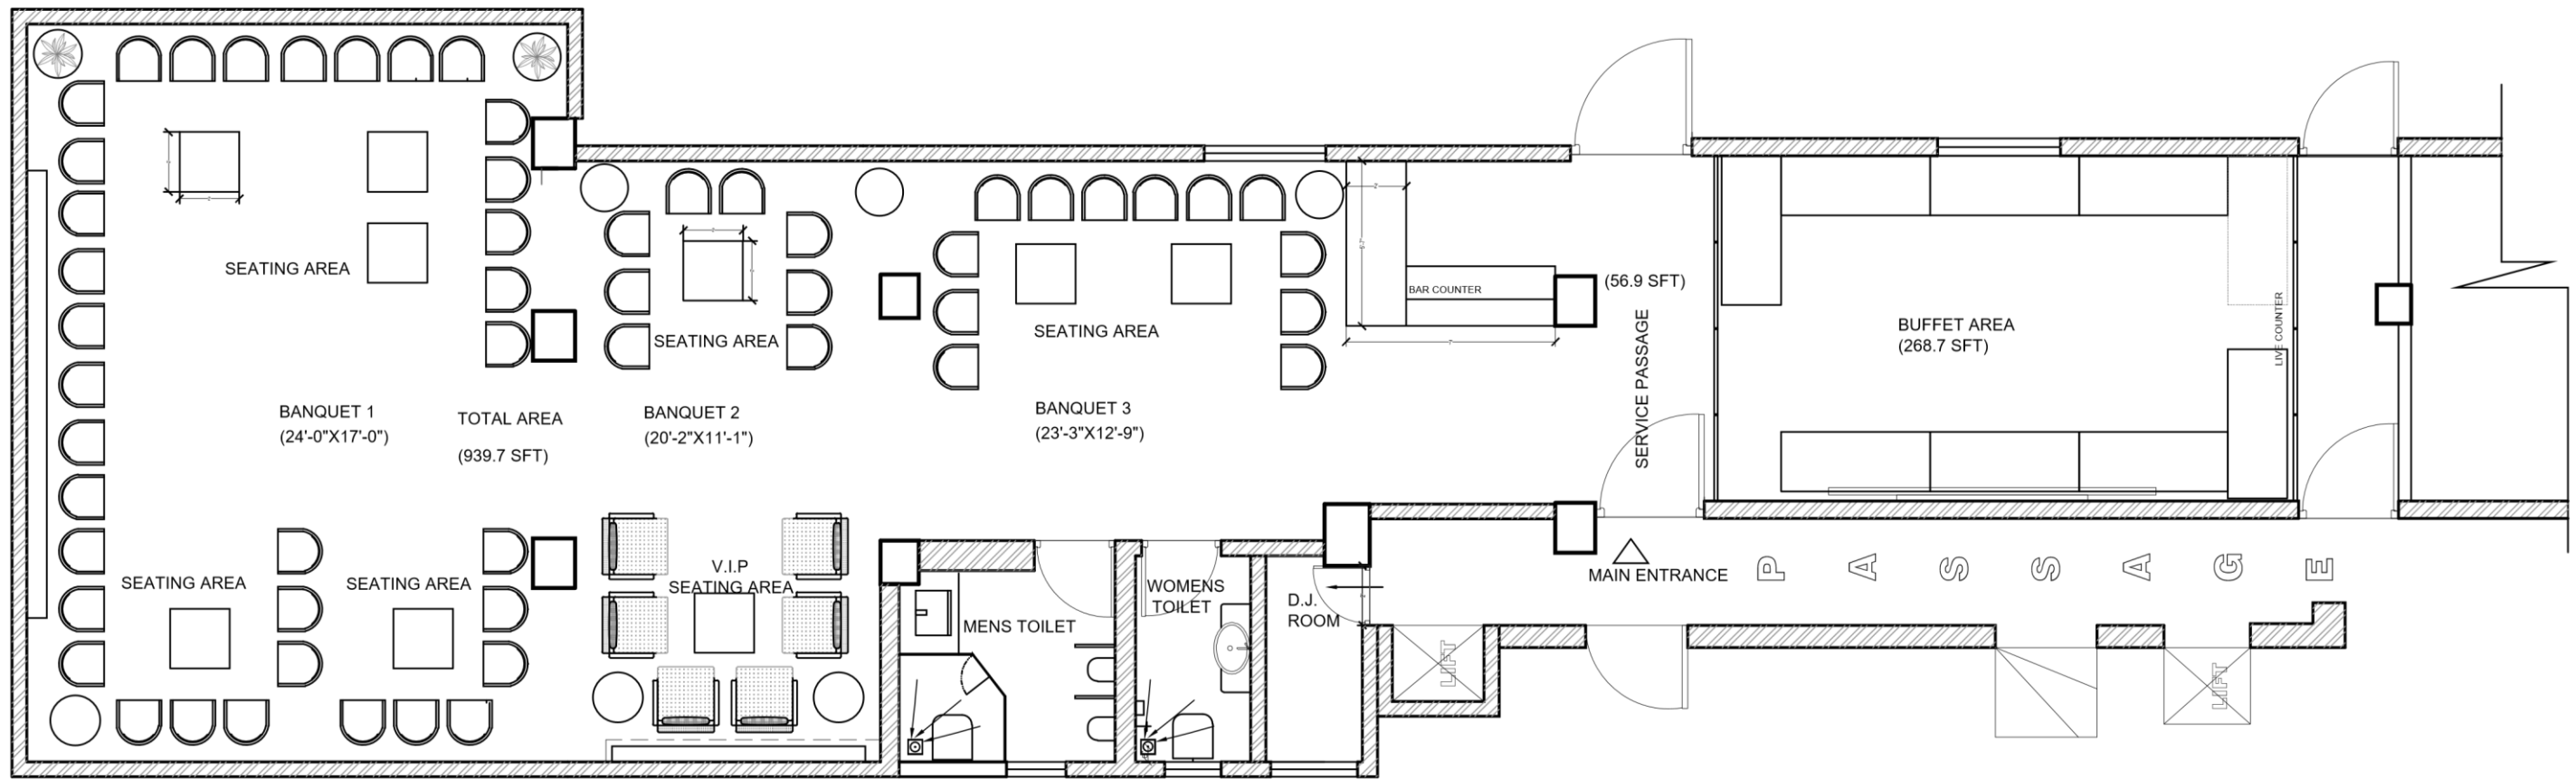 SEATING AREA
BANQUET 1
(24'-0"X17'-0")
TOTAL AREA
(939.7 SFT)
SEATING AREA
SEATING AREA
SEATING AREA
BANQUET 2
(20'-2"X11'-1")
V.I.P
SEATING AREA
SEATING AREA
BANQUET 3
(23'-3"X12'-9")
BAR COUNTER
(56.9 SFT)
SERVICE PASSAGE
BUFFET AREA
(268.7 SFT)
LIVE COUNTER
MENS TOILET
WOMENS
TOILET
D.J.
ROOM
MAIN ENTRANCE
PASSAGE
LIFT
LIFT